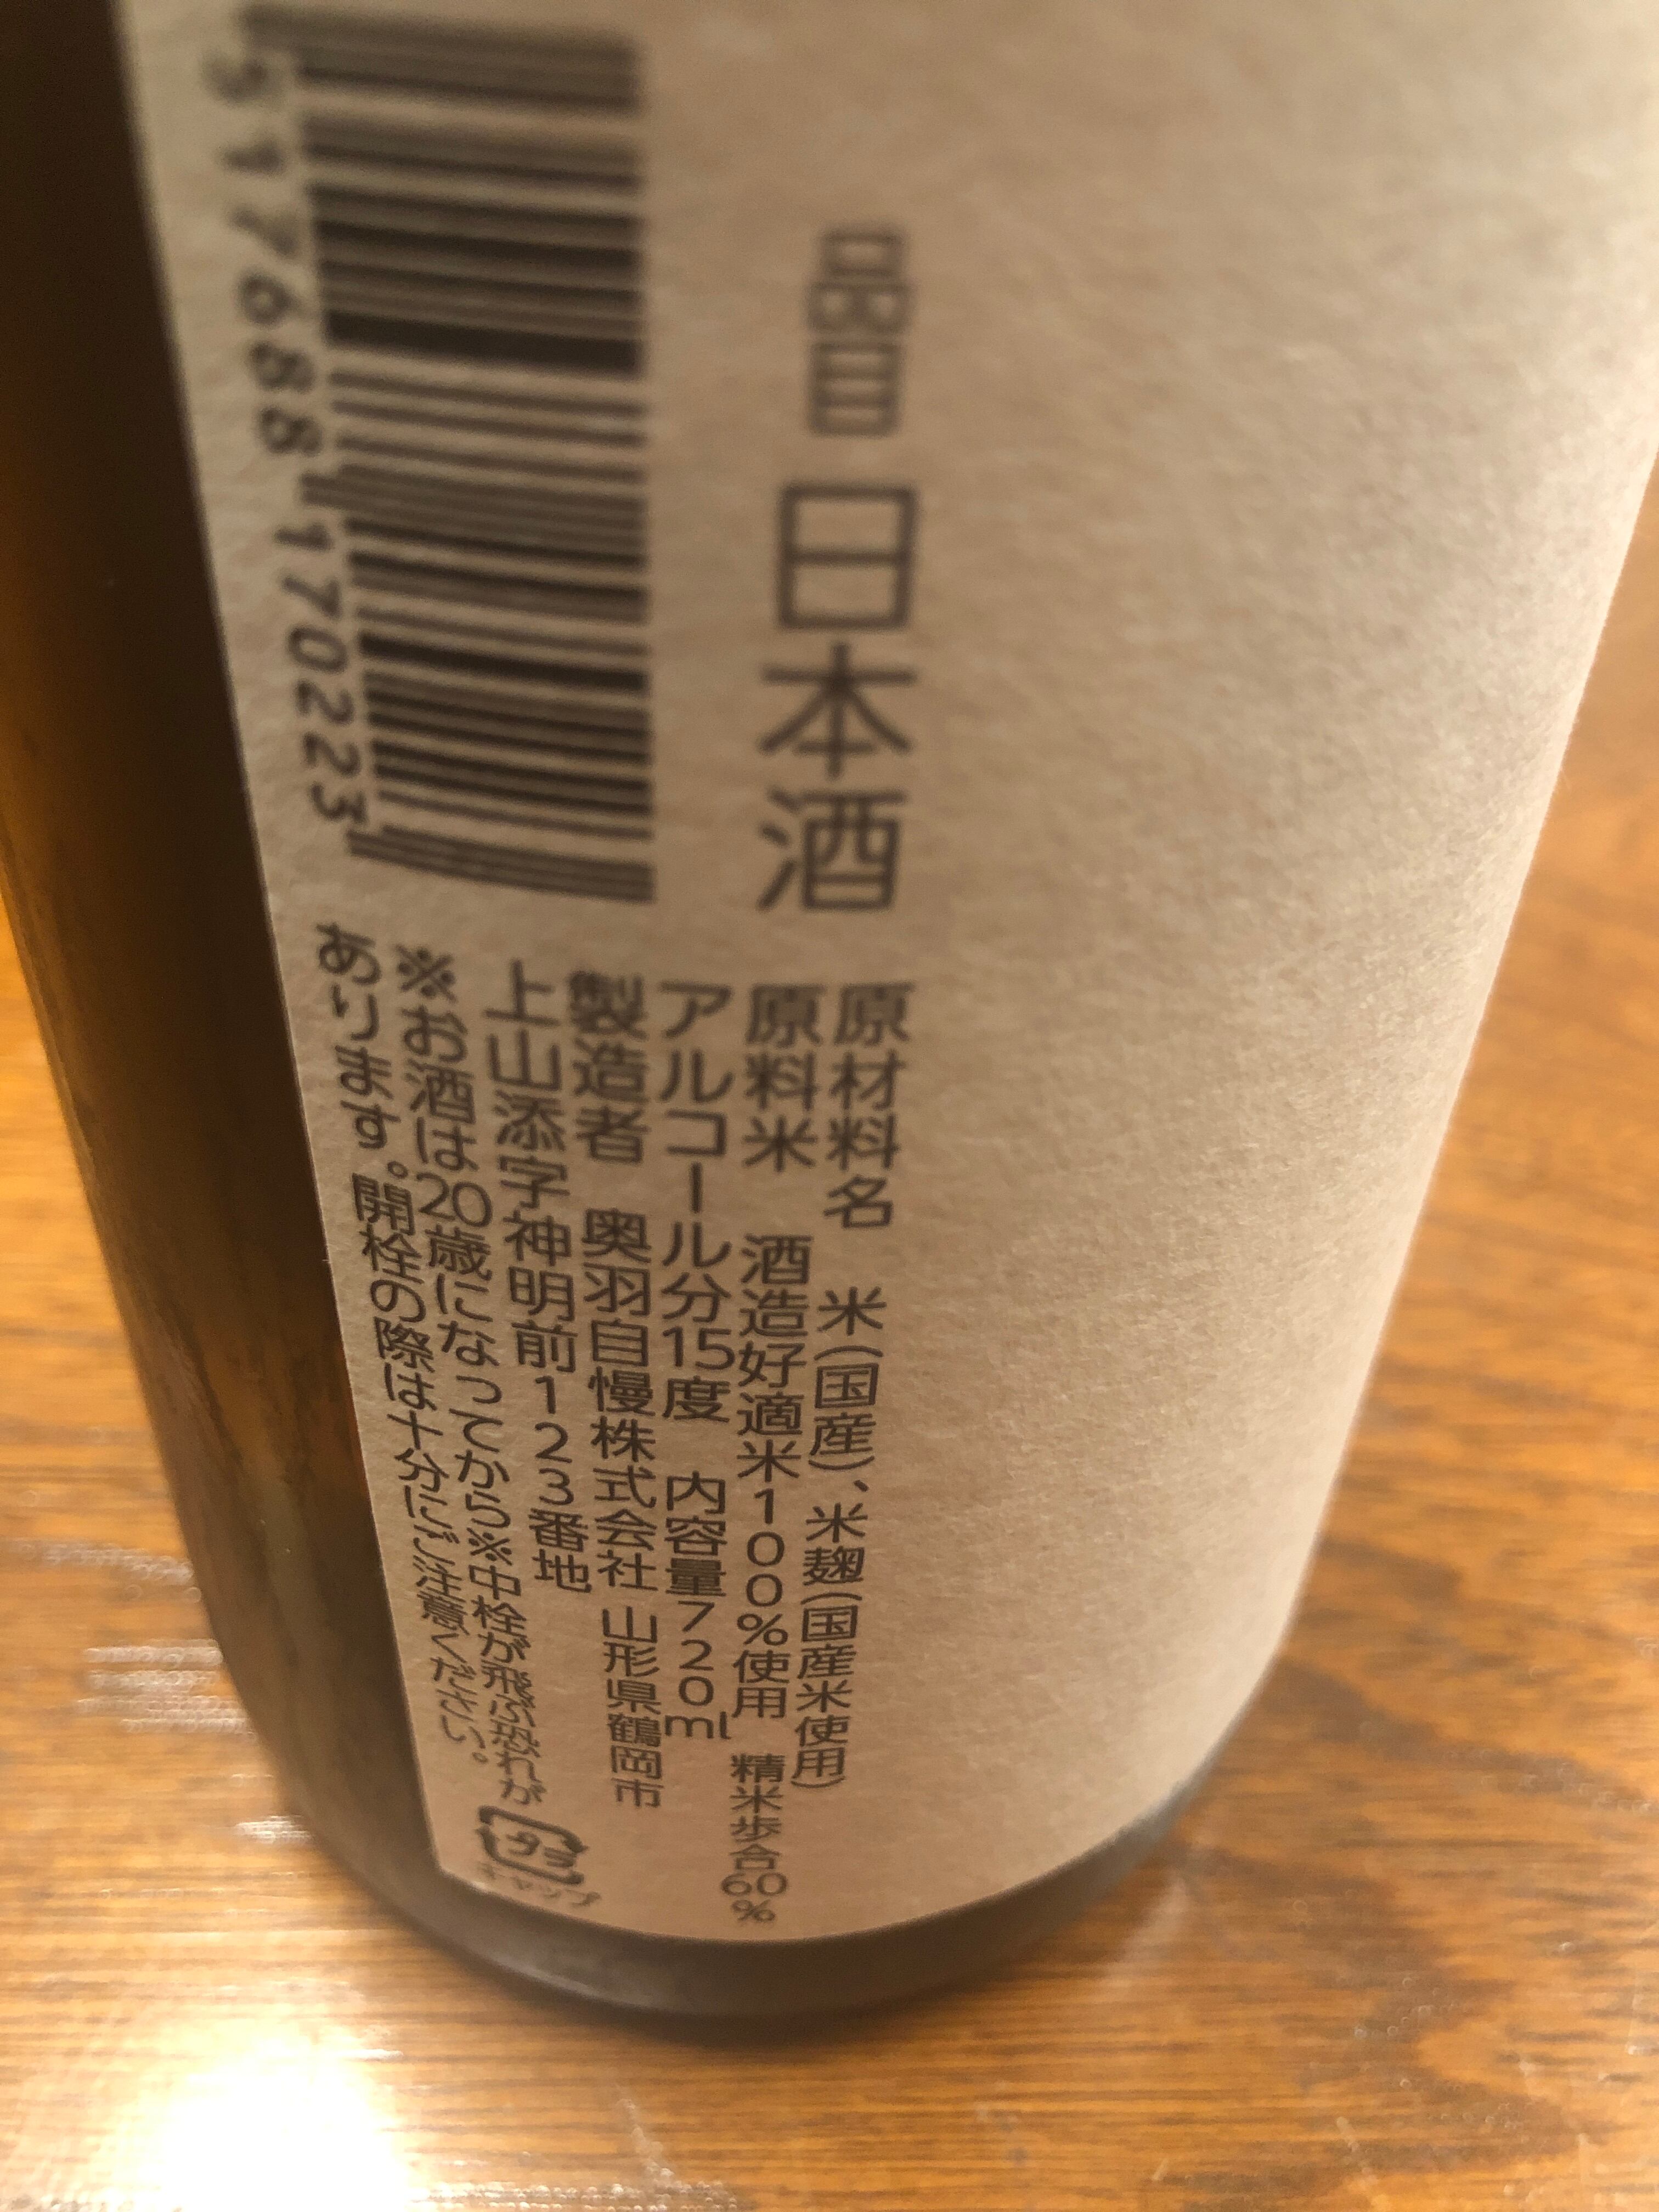 品目 日本酒
原材料名 米(国産)、米麹(国産米使用)
原料米 酒造好適米100%使用 精米歩合60%
アルコール分15度 内容量720ml
製造者 奥羽自慢株式会社 山形県鶴岡市
上山添字神明前123番地
※お酒は20歳になってから※中栓が飛ぶ恐れが
あります。開栓の際は十分にご注意ください。
プラ
キャップ
517688 170223